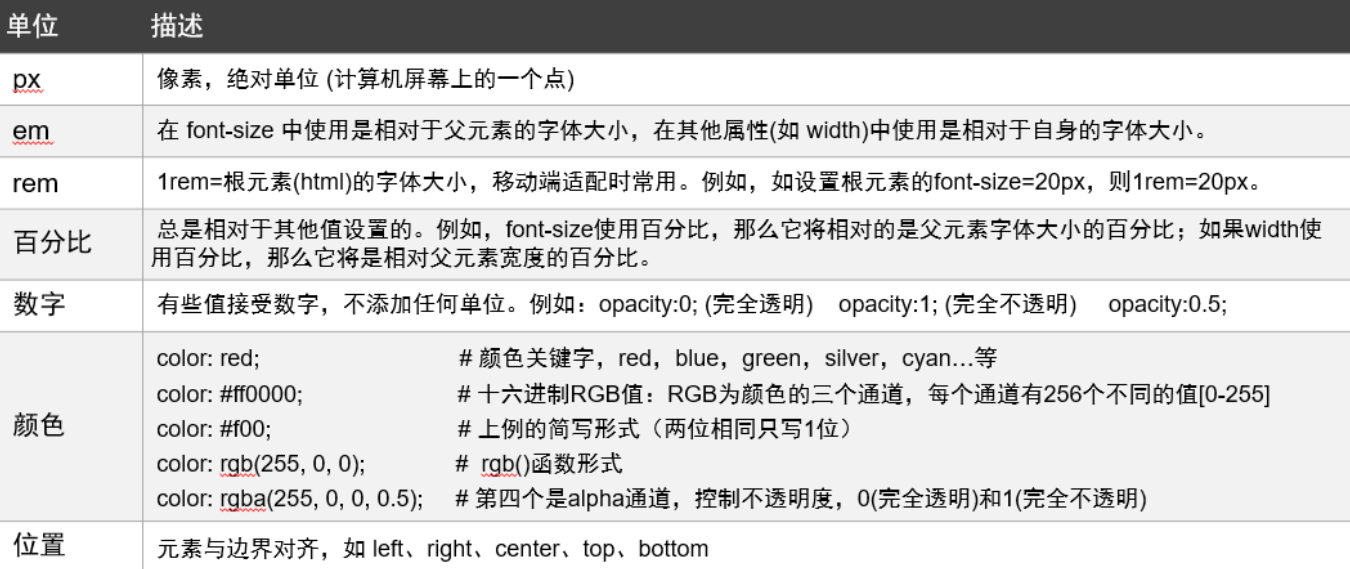 单位 描述
px 像素，绝对单位 (计算机屏幕上的一个点)
em 在 font-size 中使用是相对于父元素的字体大小，在其他属性(如 width)中使用是相对于自身的字体大小。
rem 1rem=根元素(html)的字体大小，移动端适配时常用。例如，如设置根元素的font-size=20px，则1rem=20px。
百分比 总是相对于其他值设置的。例如，font-size使用百分比，那么它将相对的是父元素字体大小的百分比；如果width使
用百分比，那么它将是相对父元素宽度的百分比。
数字 有些值接受数字，不添加任何单位。例如：opacity:0; (完全透明) opacity:1; (完全不透明) opacity:0.5;
颜色
color: red; # 颜色关键字，red，blue，green，silver，cyan…等
color: #ff0000; # 十六进制RGB值：RGB为颜色的三个通道，每个通道有256个不同的值[0-255]
color: #f00; # 上例的简写形式（两位相同只写1位）
color: rgb(255, 0, 0); # rgb()函数形式
color: rgba(255, 0, 0, 0.5); # 第四个是alpha通道，控制不透明度，0(完全透明)和1(完全不透明)
位置 元素与边界对齐，如 left、right、center、top、bottom